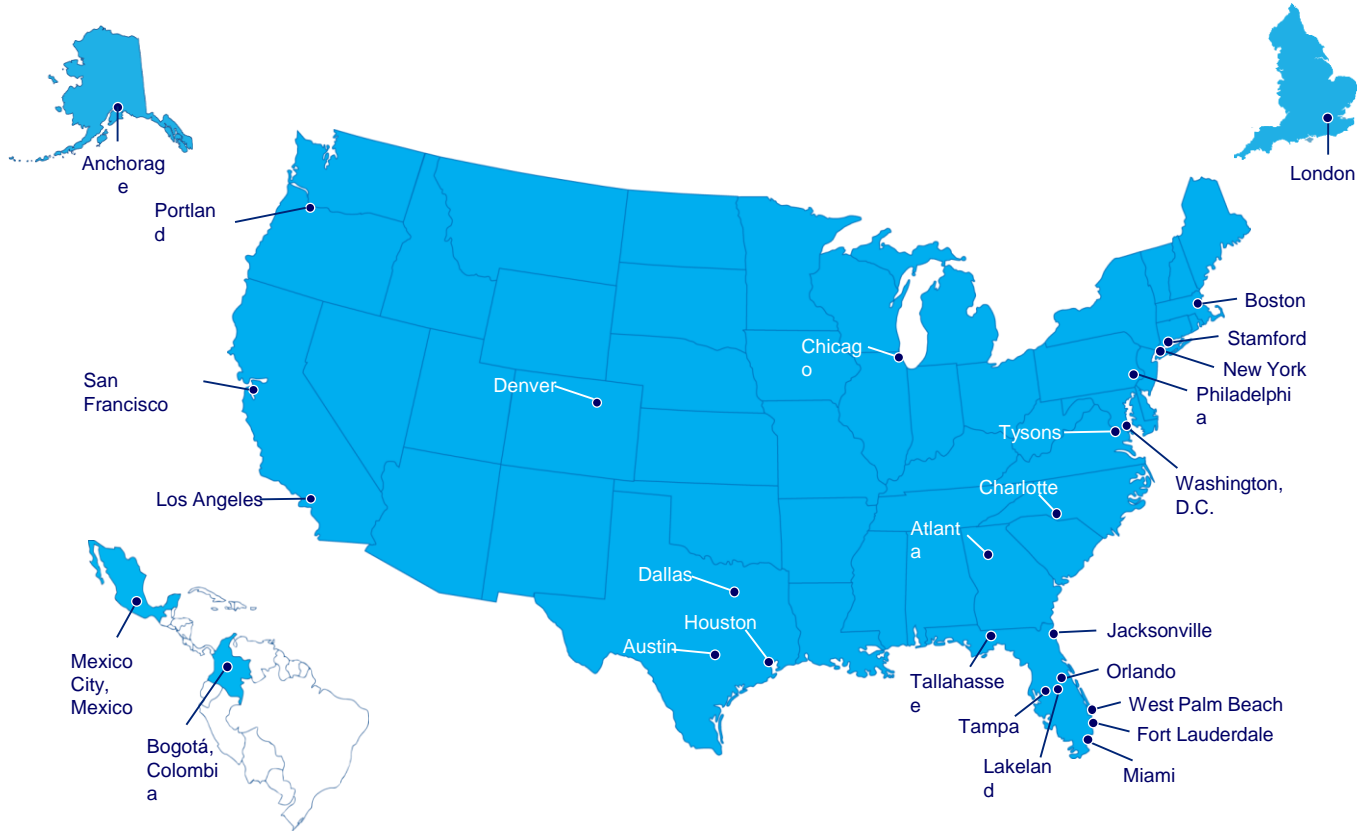 Anchorag
e
London
Portlan
d
Boston
Stamford
Chicag
o
New York
San
Francisco
Denver
Philadelphi
a
Tysons
Los Angeles
Washington,
D.C.
Charlotte
Atlant
a
Dallas
Houston
Austin
Jacksonville
Mexico
City,
Mexico
Tallahasse
e
Orlando
West Palm Beach
Tampa
Fort Lauderdale
Bogotá,
Colombi
a
Lakelan
d
Miami